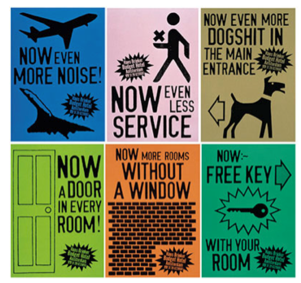 NOW EVEN
MORE NOISE!
NOW EVEN
LESS
SERVICE
NOW EVEN MORE
DOGSHIT IN
THE MAIN
ENTRANCE
NOW
A DOOR
IN EVERY
ROOM!
NOW MORE ROOMS
WITHOUT
A WINDOW
NOW:-
FREE KEY
WITH YOUR
ROOM